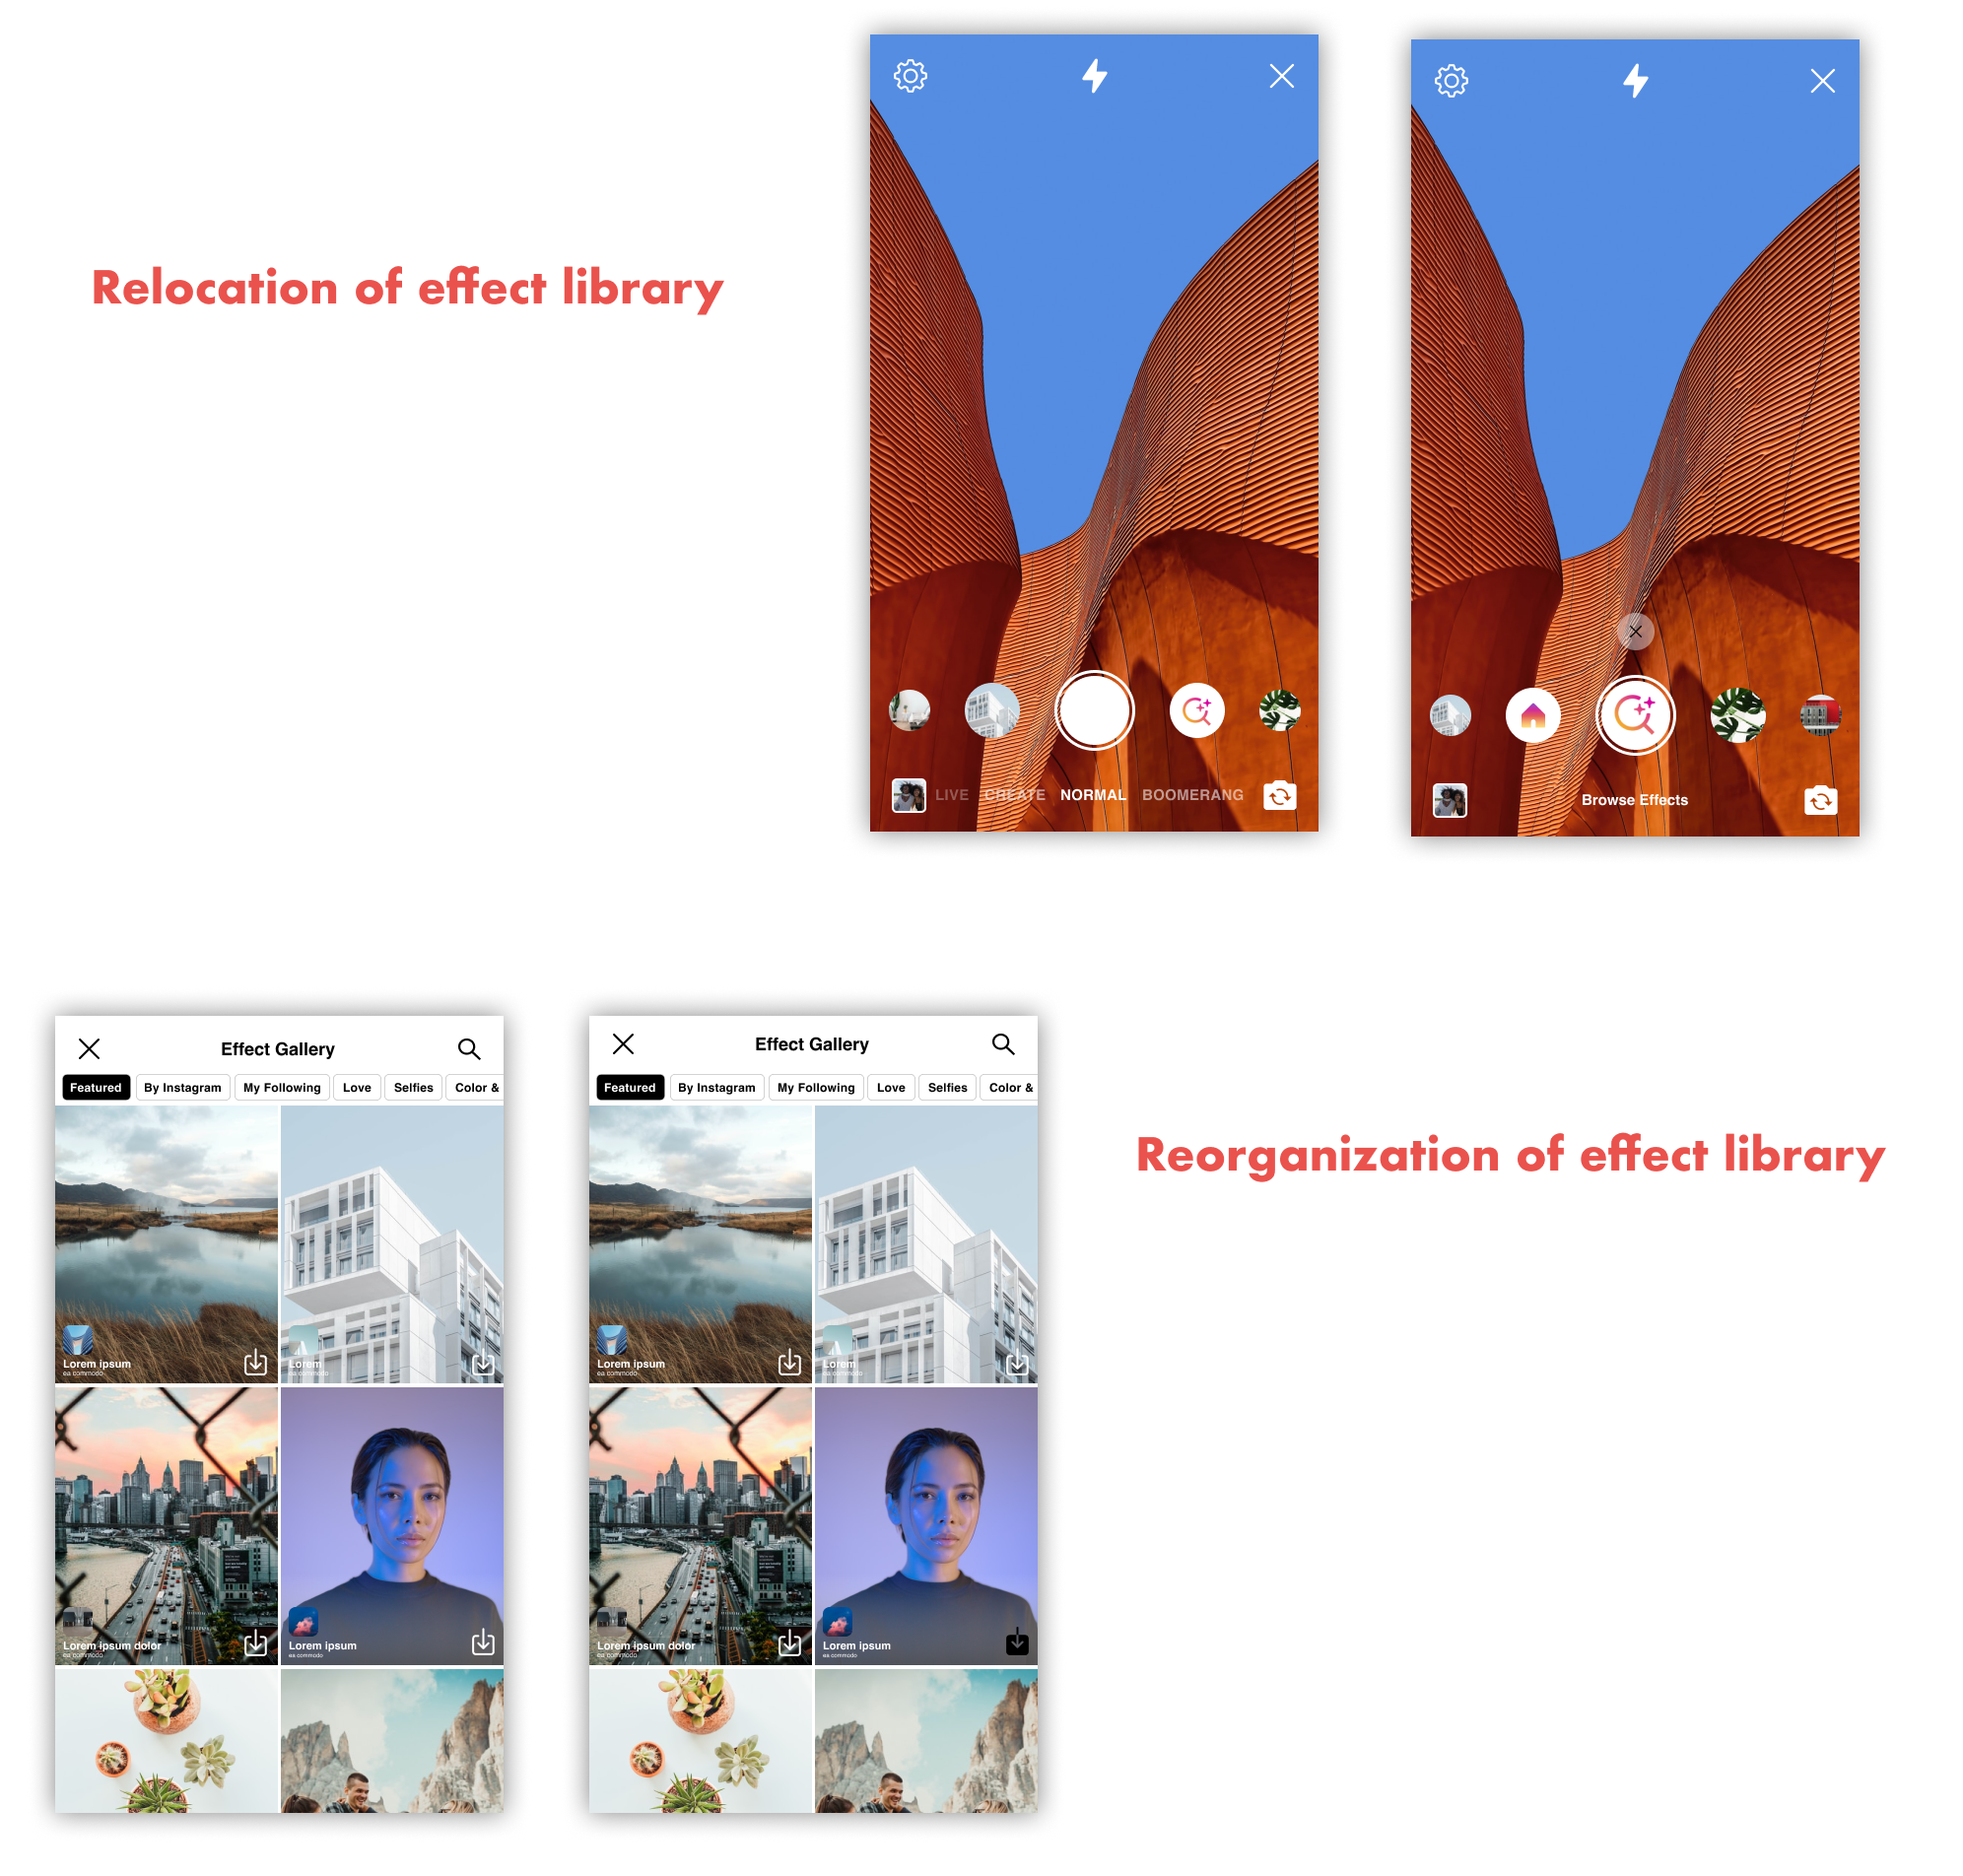 Relocation of effect library
LIVE CREATE NORMAL BOOMERANG
Browse Effects
Effect Gallery
Featured By Instagram My Following Love Selfies Color &
Lorem ipsum
ea commodo
Lorem
ea commodo
Lorem ipsum dolor
ea commodo
Lorem ipsum
ea commodo
Effect Gallery
Featured By Instagram My Following Love Selfies Color &
Lorem ipsum
ea commodo
Lorem
ea commodo
Lorem ipsum dolor
ea commodo
Lorem ipsum
ea commodo
Reorganization of effect library